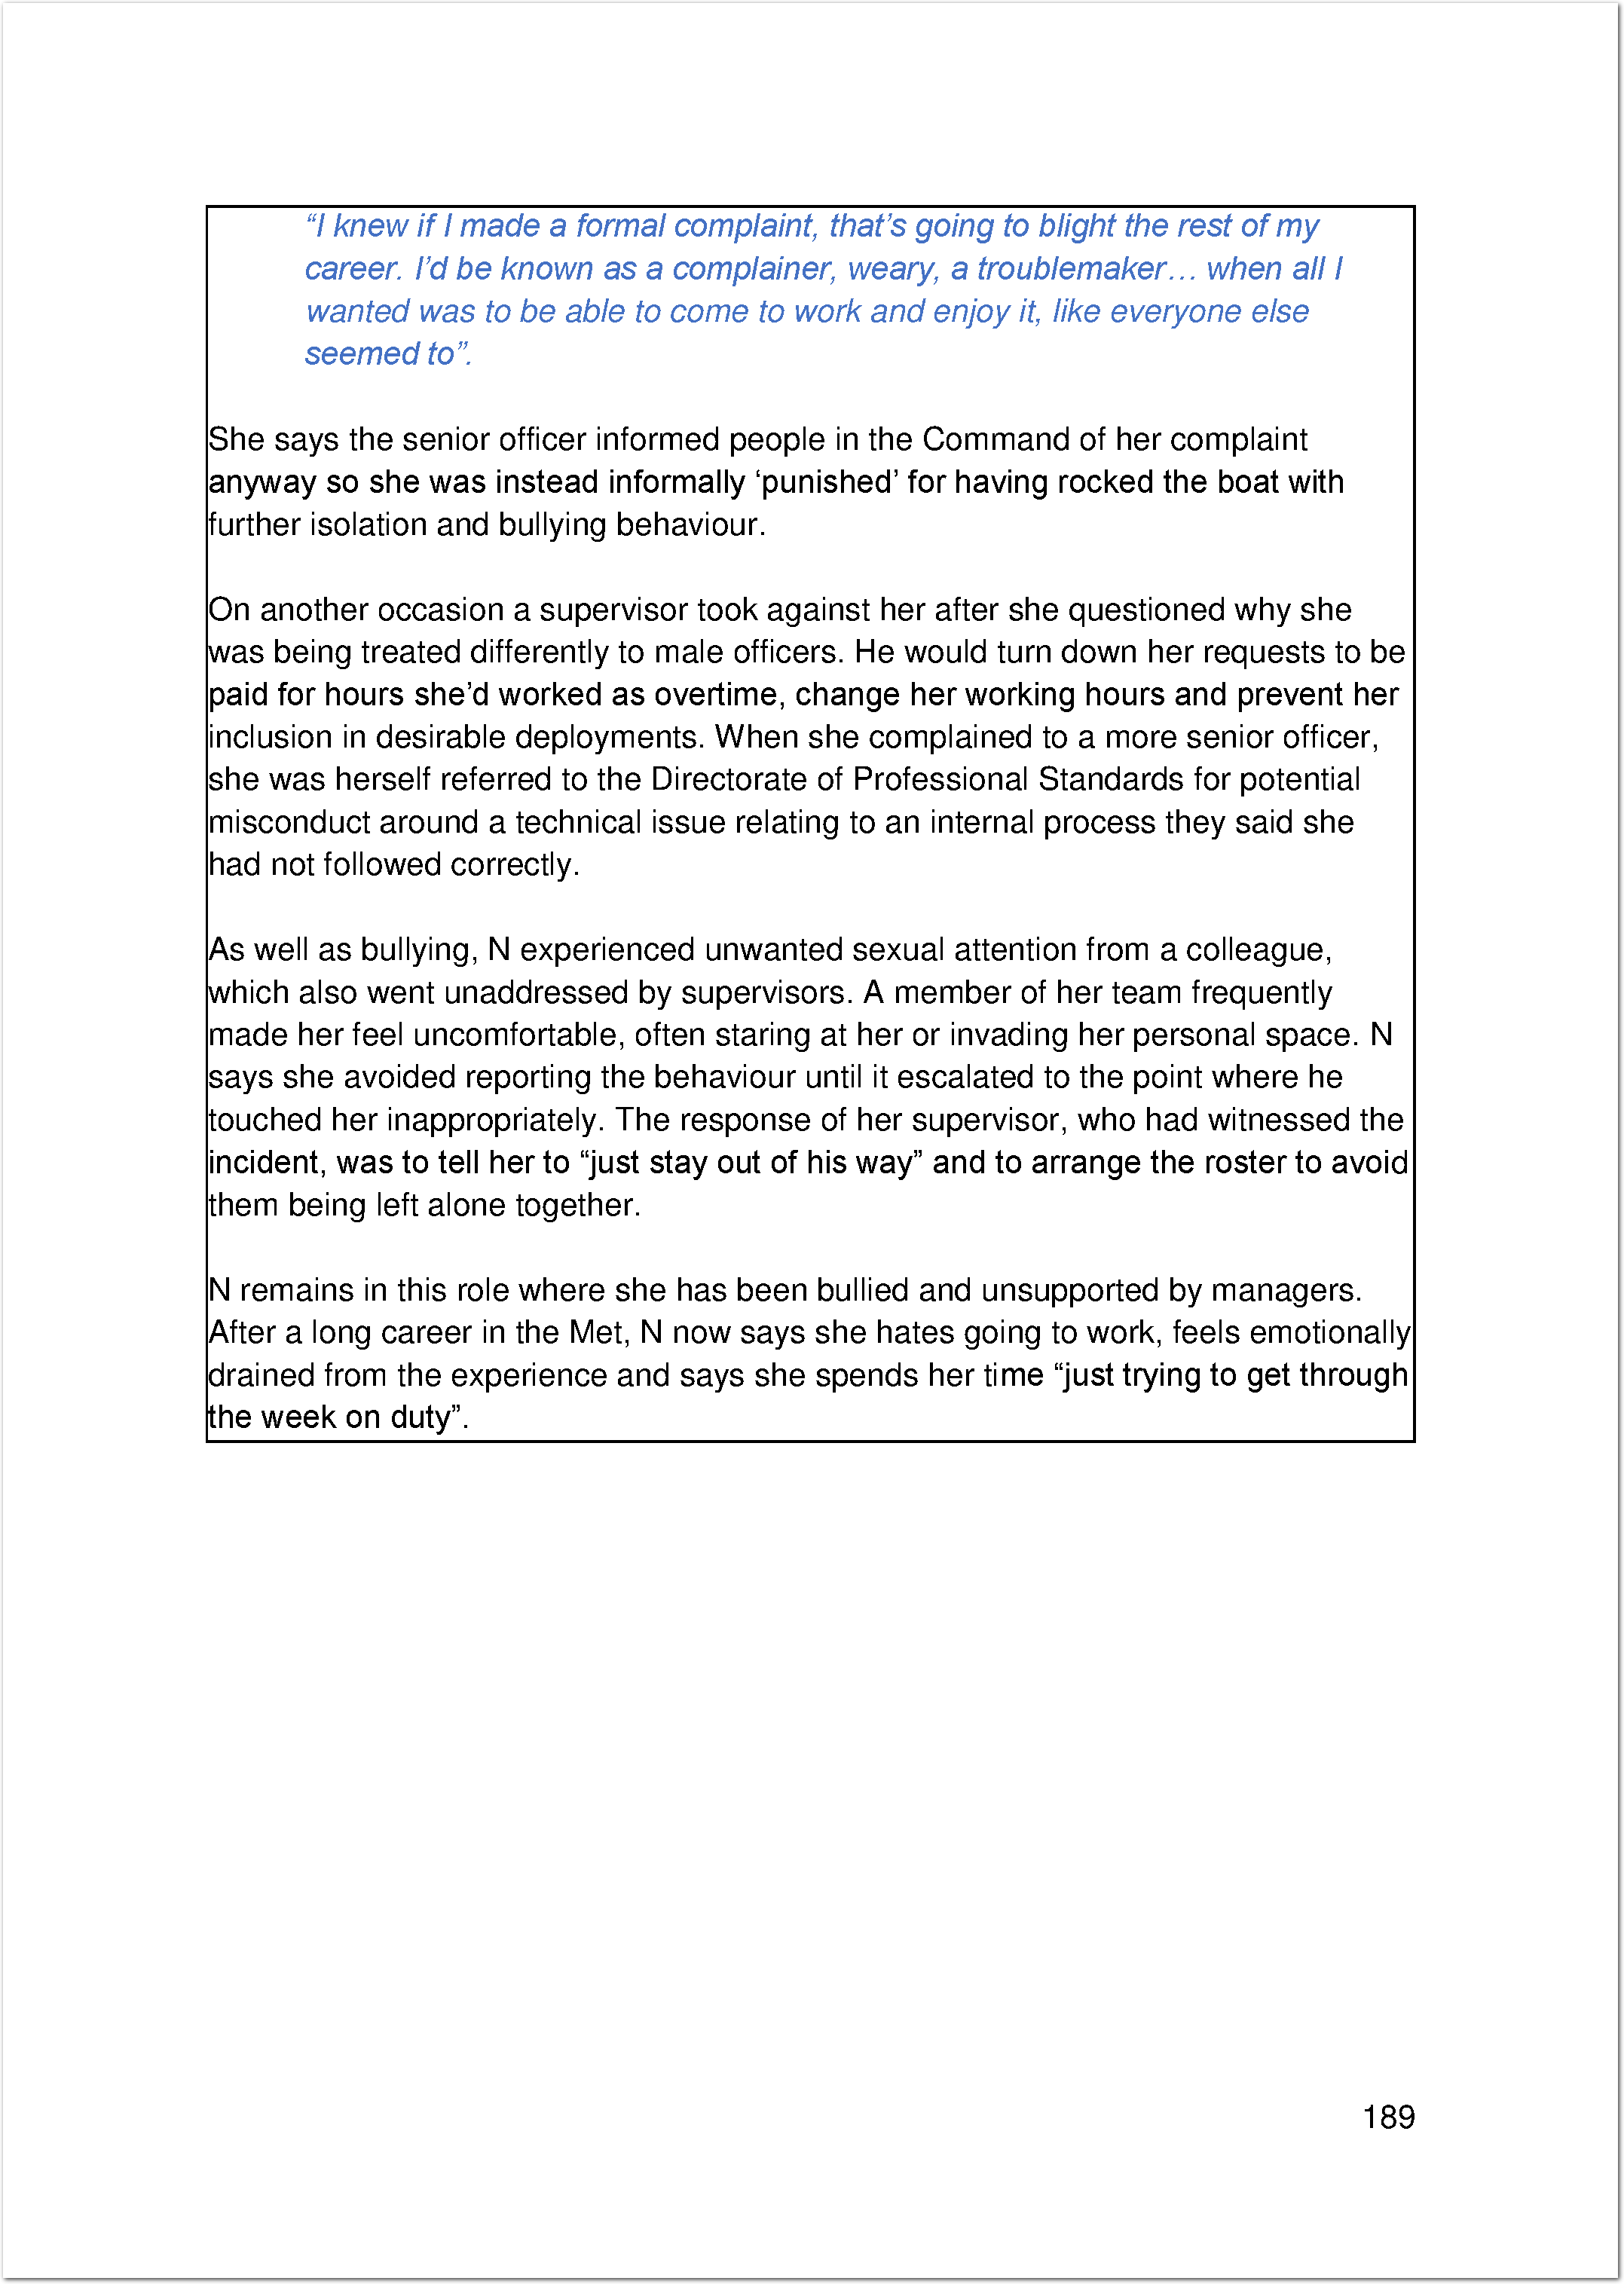 “I knew if I made a formal complaint, that’s going to blight the rest of my
career. I’d be known as a complainer, weary, a troublemaker… when all I
wanted was to be able to come to work and enjoy it, like everyone else
seemed to”.
She says the senior officer informed people in the Command of her complaint
anyway so she was instead informally ‘punished’ for having rocked the boat with
further isolation and bullying behaviour.
On another occasion a supervisor took against her after she questioned why she
was being treated differently to male officers. He would turn down her requests to be
paid for hours she’d worked as overtime, change her working hours and prevent her
inclusion in desirable deployments. When she complained to a more senior officer,
she was herself referred to the Directorate of Professional Standards for potential
misconduct around a technical issue relating to an internal process they said she
had not followed correctly.
As well as bullying, N experienced unwanted sexual attention from a colleague,
which also went unaddressed by supervisors. A member of her team frequently
made her feel uncomfortable, often staring at her or invading her personal space. N
says she avoided reporting the behaviour until it escalated to the point where he
touched her inappropriately. The response of her supervisor, who had witnessed the
incident, was to tell her to “just stay out of his way” and to arrange the roster to avoid
them being left alone together.
N remains in this role where she has been bullied and unsupported by managers.
After a long career in the Met, N now says she hates going to work, feels emotionally
drained from the experience and says she spends her time “just trying to get through
the week on duty”.
189